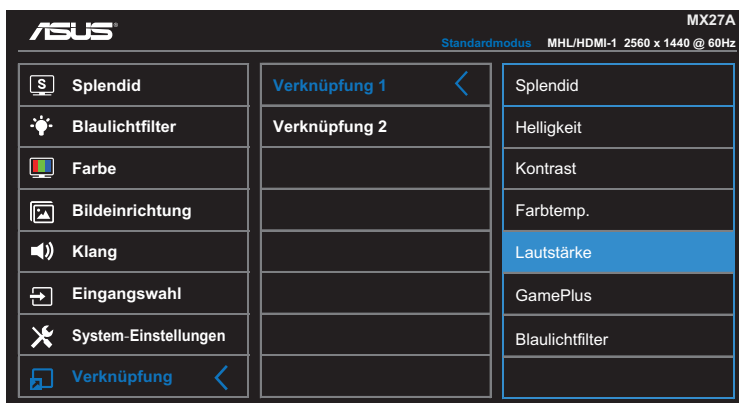 ASUS
MX27A
Standardmodus MHL/HDMI-1 2560 x 1440 @ 60Hz
S Splendid
Blaulichtfilter
Farbe
Bildeinrichtung
Klang
Eingangswahl
System-Einstellungen
Verknüpfung
Verknüpfung 1
Verknüpfung 2
Splendid
Helligkeit
Kontrast
Farbtemp.
Lautstärke
GamePlus
Blaulichtfilter